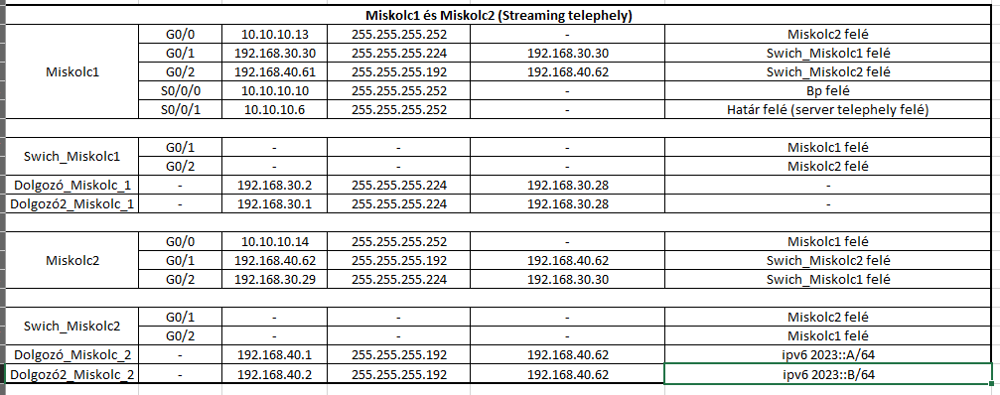 Miskolc1 és Miskolc2 (Streaming telephely)
Miskolc1 G0/0 10.10.10.13 255.255.255.252 - Miskolc2 felé
G0/1 192.168.30.30 255.255.255.224 192.168.30.30 Swich_Miskolc1 felé
G0/2 192.168.40.61 255.255.255.192 192.168.40.62 Swich_Miskolc2 felé
S0/0/0 10.10.10.10 255.255.255.252 - Bp felé
S0/0/1 10.10.10.6 255.255.255.252 - Határ felé (server telephely felé)
Swich_Miskolc1 G0/1 - - - Miskolc1 felé
G0/2 - - - Miskolc2 felé
Dolgozó_Miskolc_1 - 192.168.30.2 255.255.255.224 192.168.30.28 -
Dolgozó2_Miskolc_1 - 192.168.30.1 255.255.255.224 192.168.30.28 -
Miskolc2 G0/0 10.10.10.14 255.255.255.252 - Miskolc1 felé
G0/1 192.168.40.62 255.255.255.192 192.168.40.62 Swich_Miskolc2 felé
G0/2 192.168.30.29 255.255.255.224 192.168.30.30 Swich_Miskolc1 felé
Swich_Miskolc2 G0/1 - - - Miskolc2 felé
G0/2 - - - Miskolc1 felé
Dolgozó_Miskolc_2 - 192.168.40.1 255.255.255.192 192.168.40.62 ipv6 2023::A/64
Dolgozó2_Miskolc_2 - 192.168.40.2 255.255.255.192 192.168.40.62 ipv6 2023::B/64